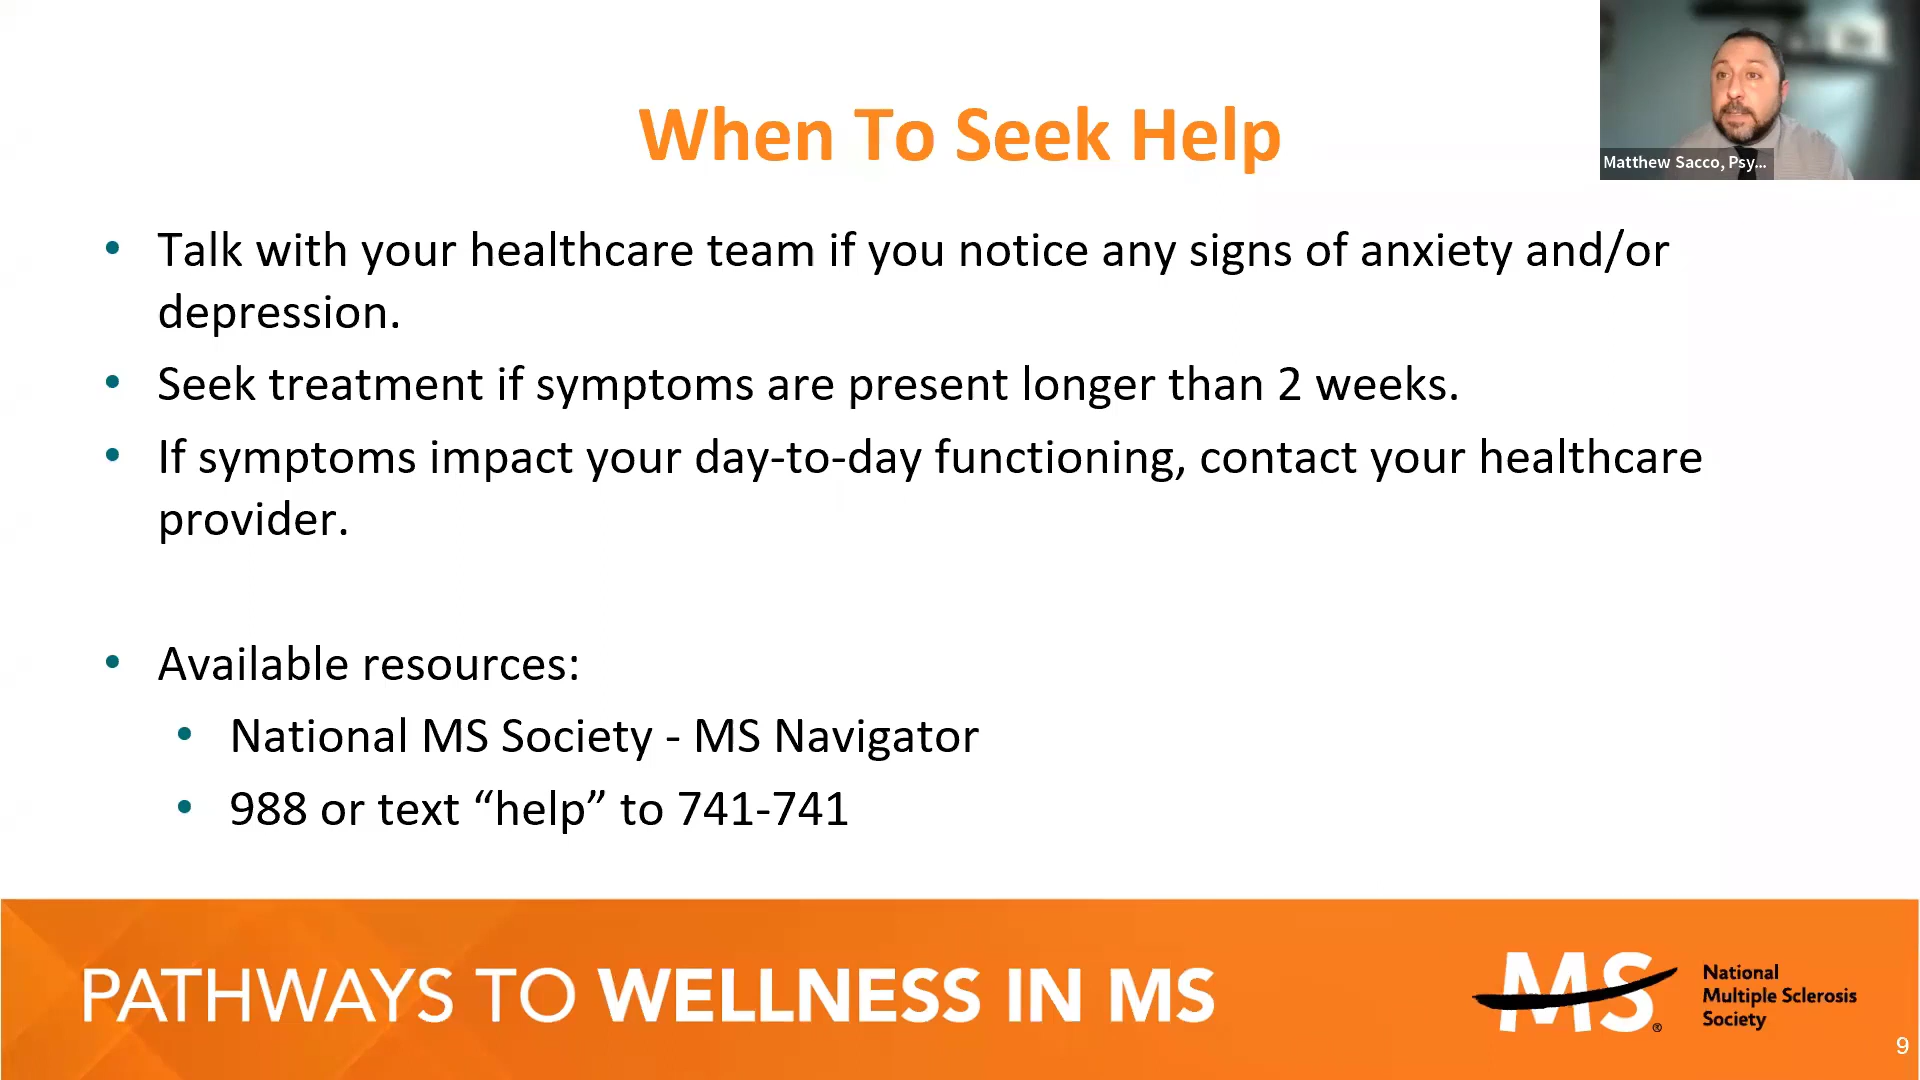 When To Seek Help
Matthew Sacco, Psy...
• Talk with your healthcare team if you notice any signs of anxiety and/or
depression.
• Seek treatment if symptoms are present longer than 2 weeks.
• If symptoms impact your day-to-day functioning, contact your healthcare
provider.
• Available resources:
• National MS Society - MS Navigator
• 988 or text “help” to 741-741
PATHWAYS TO WELLNESS IN MS
MS®
National
Multiple Sclerosis
Society
9